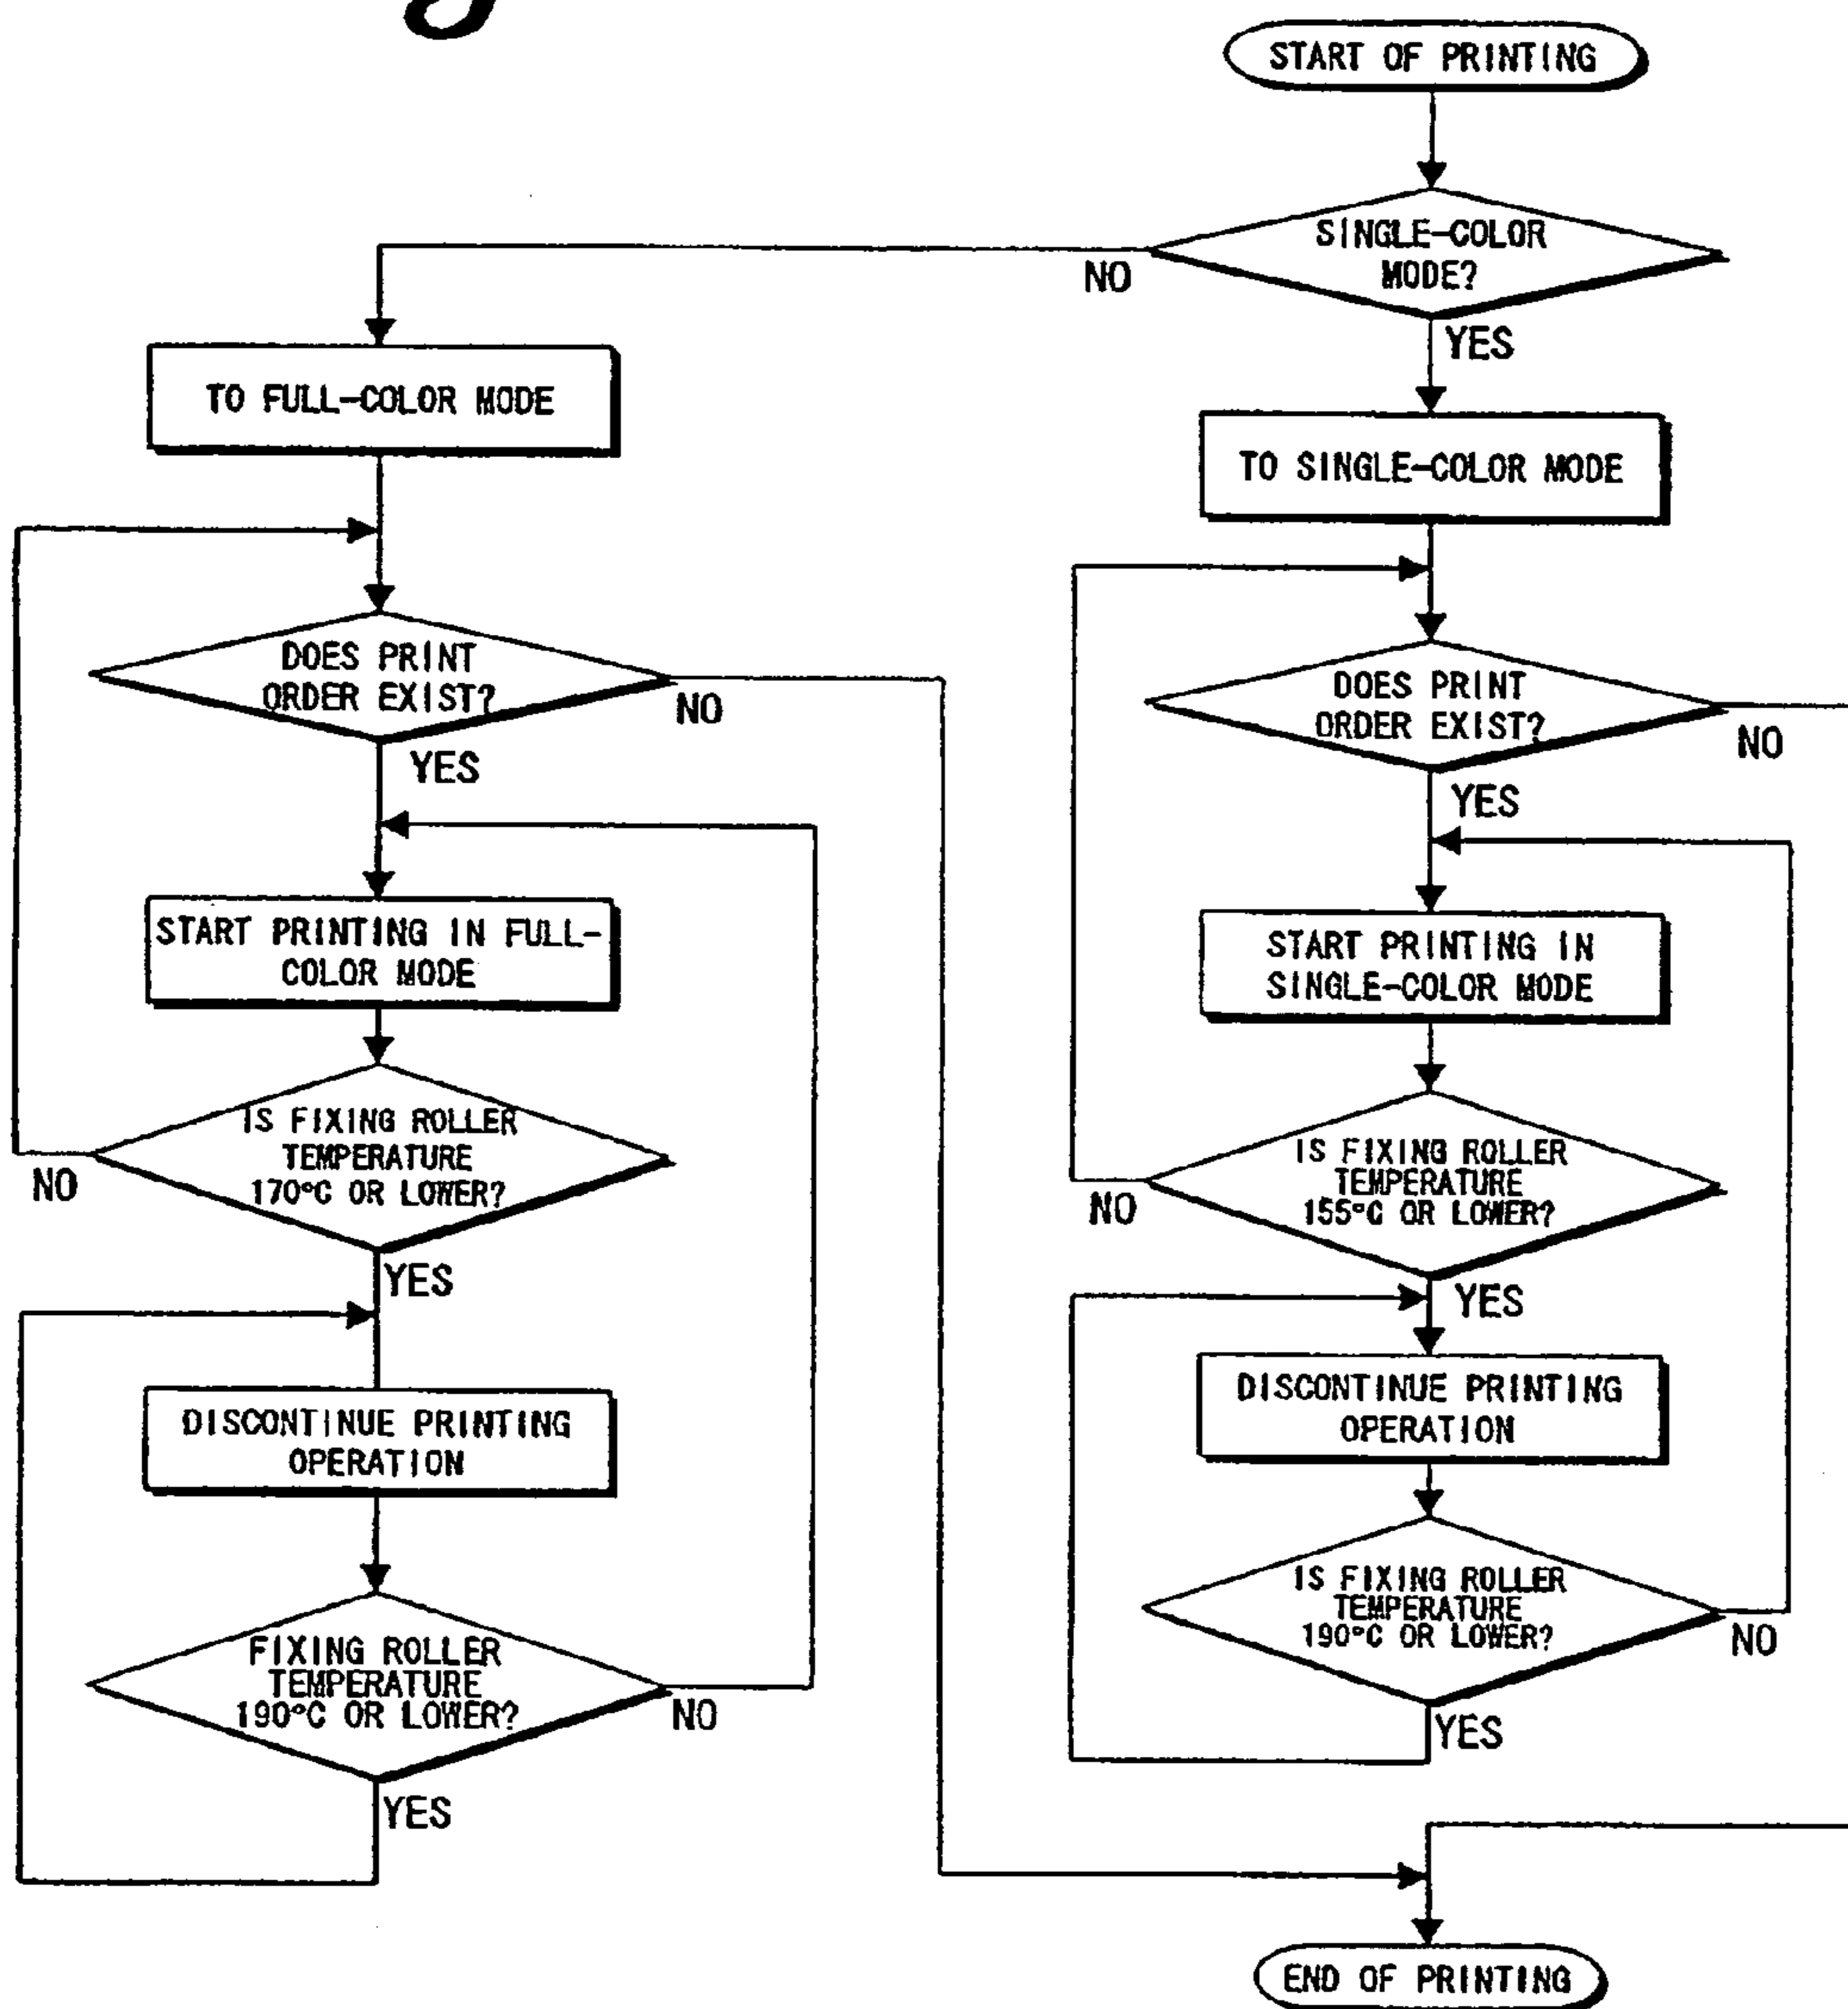 START OF PRINTING
SINGLE-COLOR
MODE?
NO
YES
TO FULL-COLOR MODE
TO SINGLE-COLOR MODE
DOES PRINT
ORDER EXIST?
NO
YES
DOES PRINT
ORDER EXIST?
NO
YES
START PRINTING IN FULL-
COLOR MODE
START PRINTING IN
SINGLE-COLOR MODE
IS FIXING ROLLER
TEMPERATURE
170°C OR LOWER?
NO
YES
IS FIXING ROLLER
TEMPERATURE
155°C OR LOWER?
NO
YES
DISCONTINUE PRINTING
OPERATION
DISCONTINUE PRINTING
OPERATION
FIXING ROLLER
TEMPERATURE
190°C OR LOWER?
NO
YES
IS FIXING ROLLER
TEMPERATURE
190°C OR LOWER?
NO
YES
END OF PRINTING